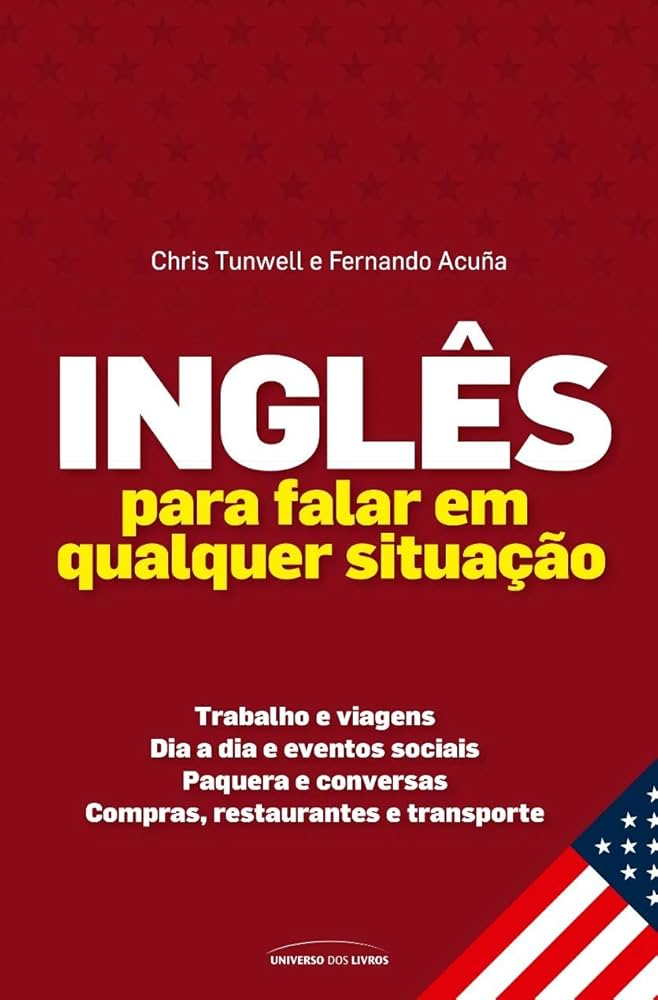 Chris Tunwell e Fernando Acuña
INGLÊS
para falar em
qualquer situação
Trabalho e viagens
Dia a dia e eventos sociais
Paquera e conversas
Compras, restaurantes e transporte
UNIVERSO DOS LIVROS